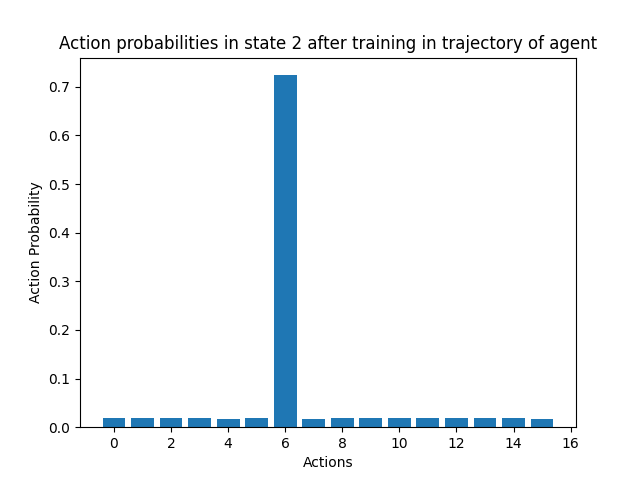 Action probabilities in state 2 after training in trajectory of agent
Action Probability
0.7
0.6
0.5
0.4
0.3
0.2
0.1
0.0
0 2 4 6 8 10 12 14 16
Actions